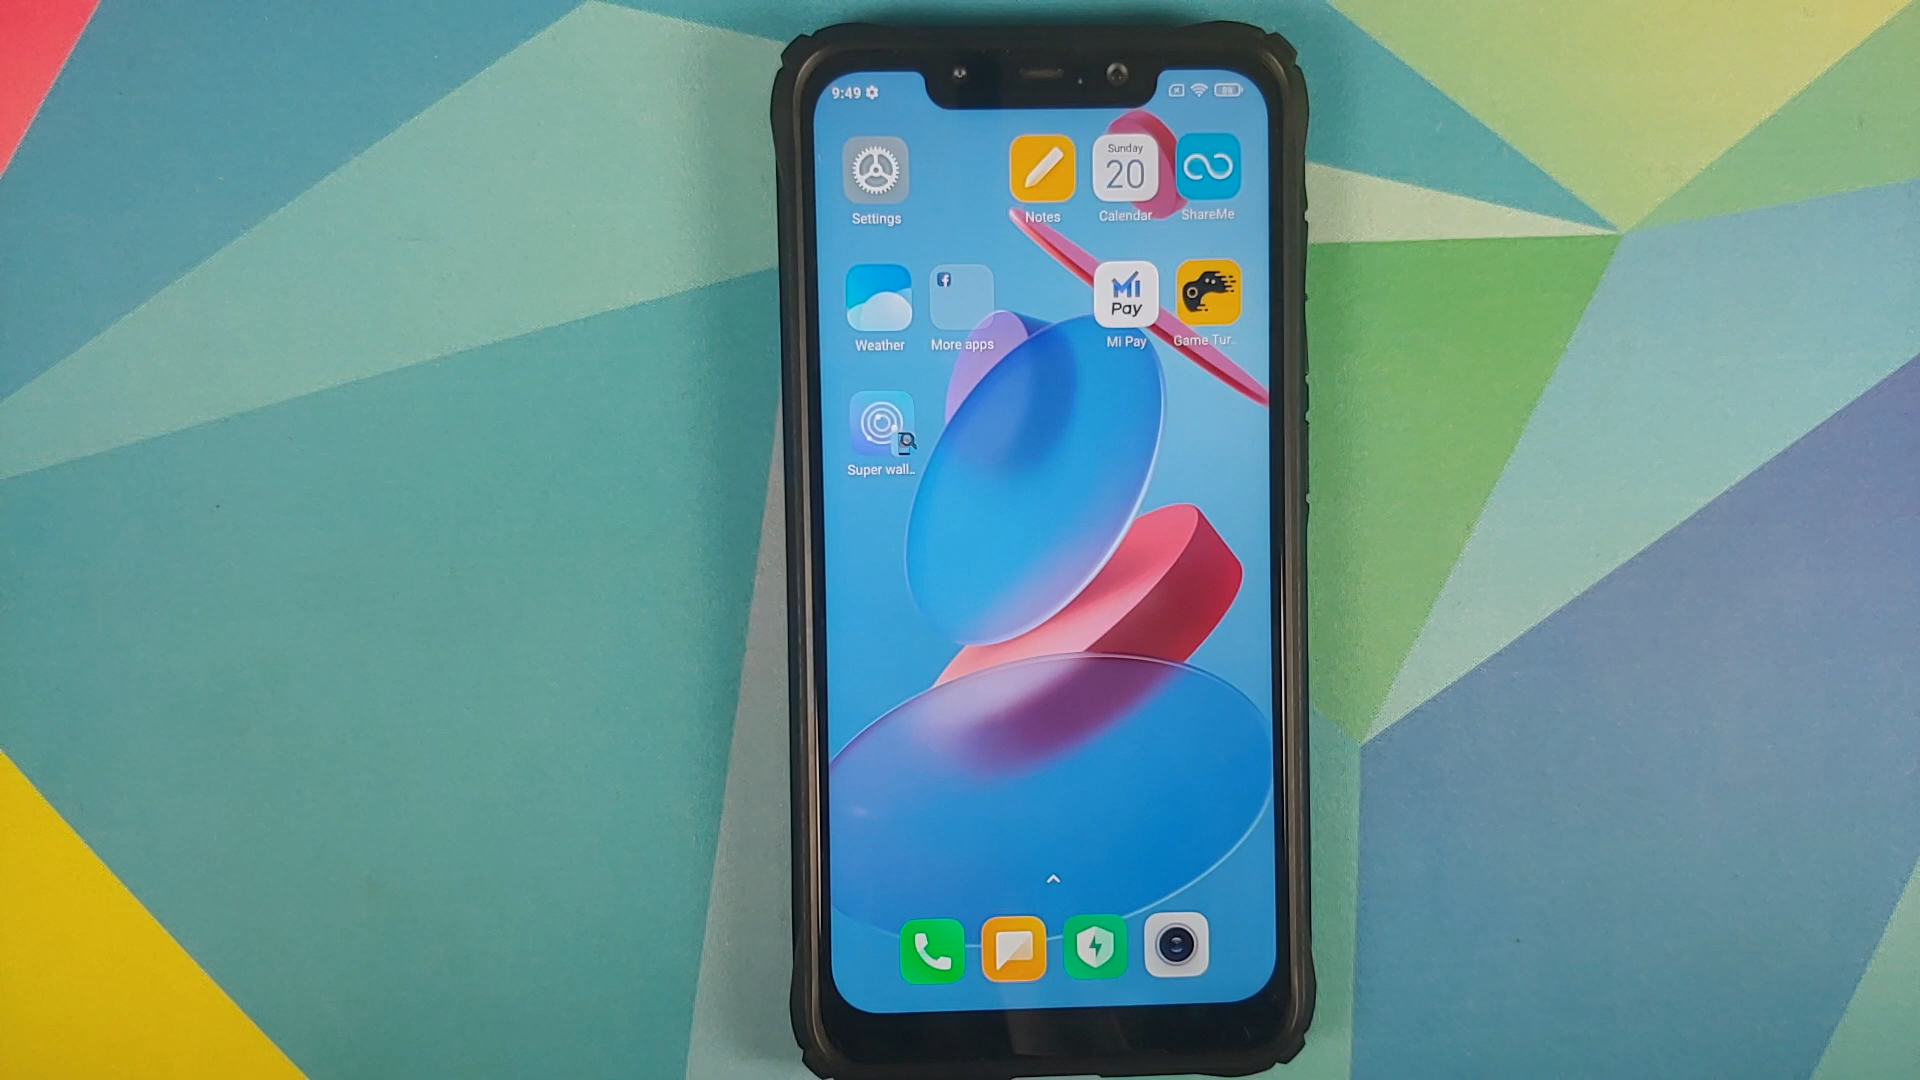 9:49
Sunday
20
Settings
Notes
Calendar
ShareMe
Mi
Pay
Weather
More apps
Mi Pay
Game Tur..
Super wall..